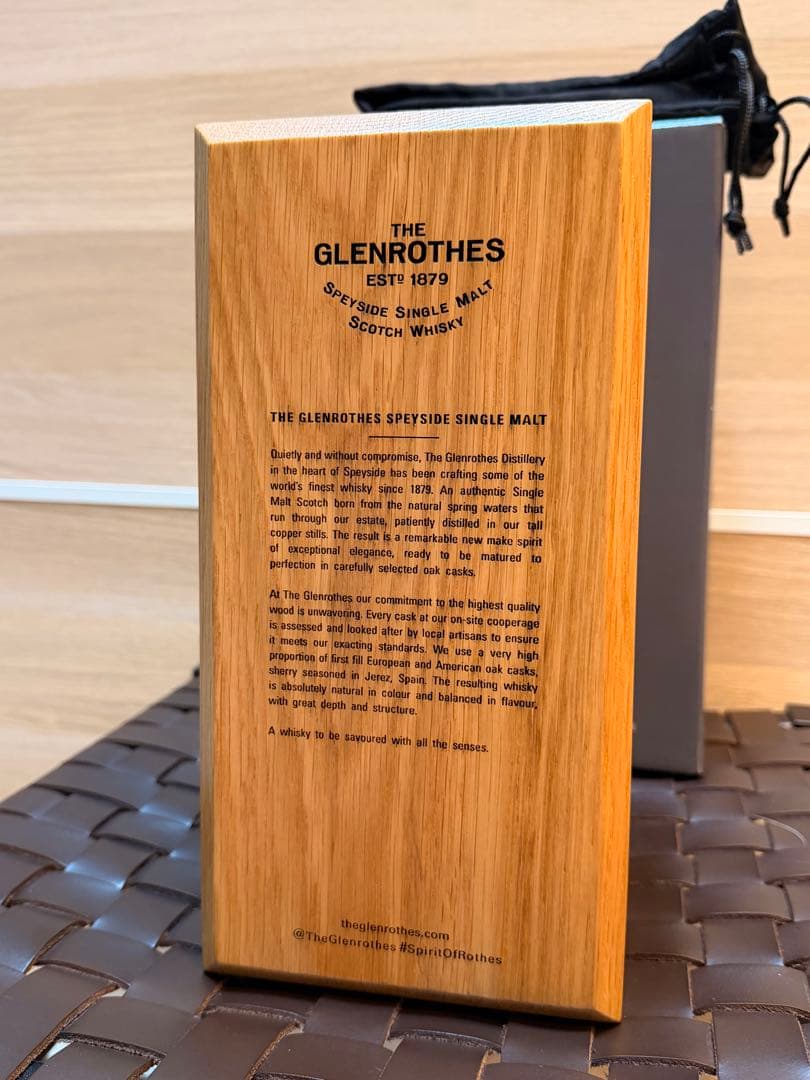 THE
GLENROTHES
ESTD 1879
SPEYSIDE SINGLE MALT
SCOTCH WHISKY
THE GLENROTHES SPEYSIDE SINGLE MALT
Quietly and without compromise, The Glenrothes Distillery
in the heart of Speyside has been crafting some of the
world's finest whisky since 1879. An authentic Single
Malt Scotch born from the natural spring waters that
run through our estate, patiently distilled in our tall
copper stills. The result is a remarkable new make spirit
of exceptional elegance, ready to be matured to
perfection in carefully selected oak casks.
At The Glenrothes our commitment to the highest quality
wood is unwavering. Every cask at our on-site cooperage
is assessed and looked after by local artisans to ensure
it meets our exacting standards. We use a very high
proportion of first fill European and American oak casks,
sherry seasoned in Jerez, Spain. The resulting whisky
is absolutely natural in colour and balanced in flavour,
with great depth and structure.
A whisky to be savoured with all the senses.
theglenrothes.com
@TheGlenrothes #SpiritOfRothes